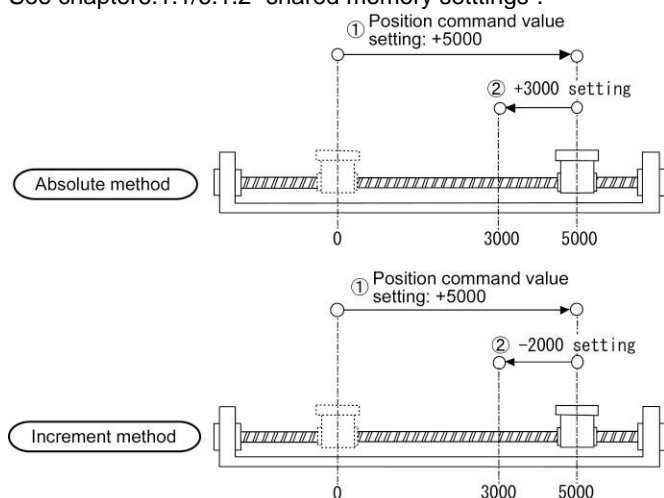 See chapter6.1.1/6.1.2 "shared memory setttings".
① Position command value
setting: +5000
② +3000 setting
Absolute method
0 3000 5000
① Position command value
setting: +5000
② -2000 setting
Increment method
0 3000 5000